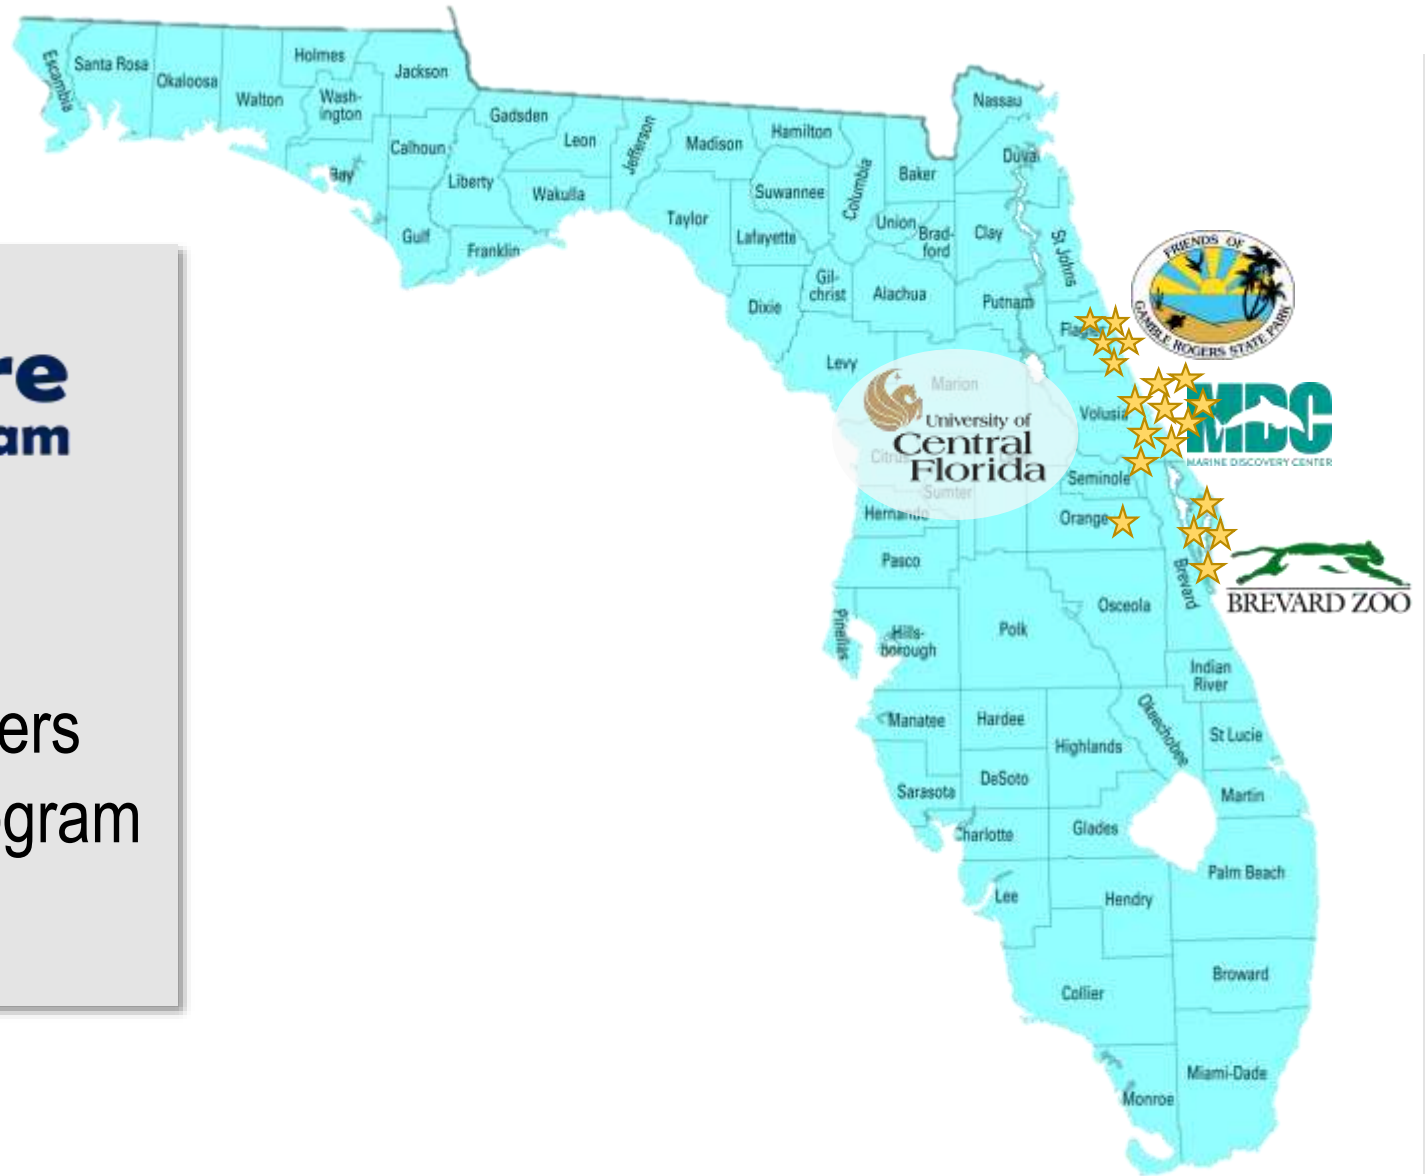 re
am
ers
gram
Escambia
Santa Rosa
Okaloosa
Walton
Holmes
Wash-
ington
Jackson
Bay
Calhoun
Gulf
Gadsden
Liberty
Franklin
Leon
Wakulla
Jefferson
Madison
Taylor
Hamilton
Suwannee
Lafayette
Columbia
Dixie
Gil-
christ
Baker
Union
Brad-
ford
Alachua
Levy
Nassau
Duval
Clay
St Johns
Putnam
FRIENDS OF
GAMBLE ROGERS STATE PARK
Marion
University of
Central
Florida
Citrus
Sumter
Hernando
Volusia
MDC
MARINE DISCOVERY CENTER
Seminole
Orange
Brevard
BREVARD ZOO
Pasco
Pinellas
Hills-
borough
Polk
Osceola
Indian
River
Manatee
Hardee
Highlands
Okeechobee
St Lucie
Sarasota
DeSoto
Martin
Charlotte
Glades
Palm Beach
Lee
Hendry
Collier
Broward
Monroe
Miami-Dade